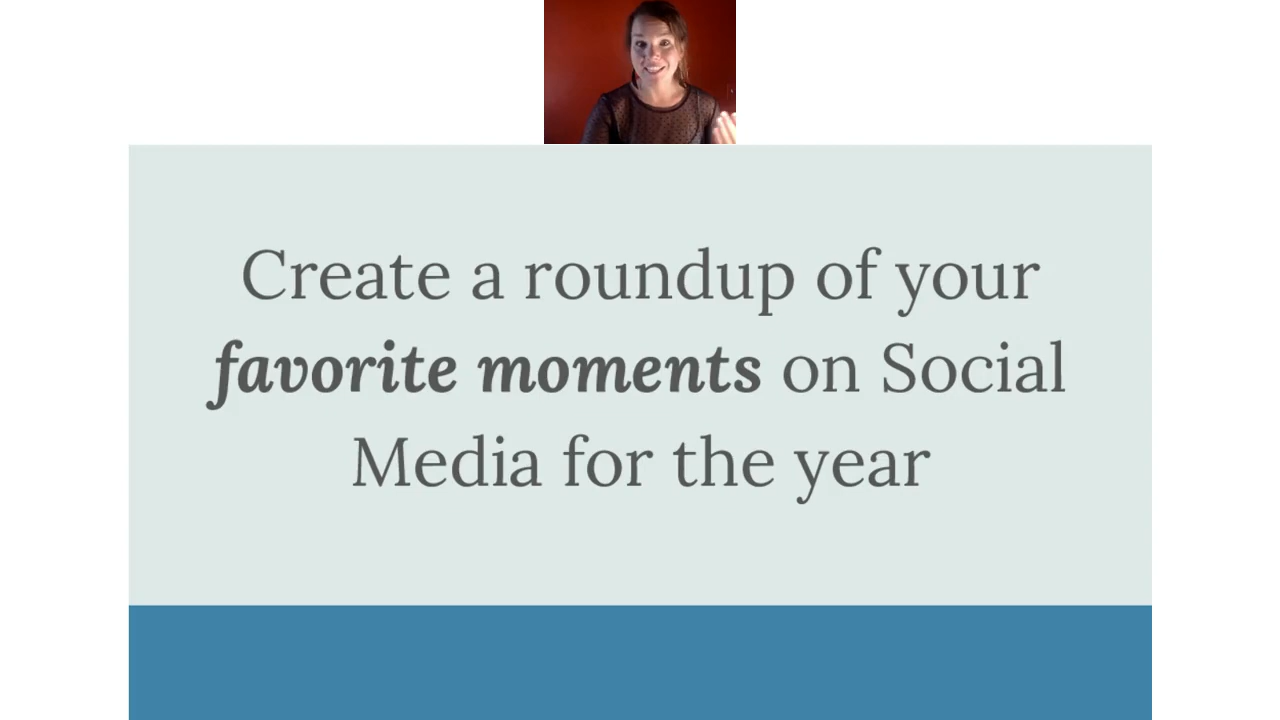 Create a roundup of your
favorite moments on Social
Media for the year